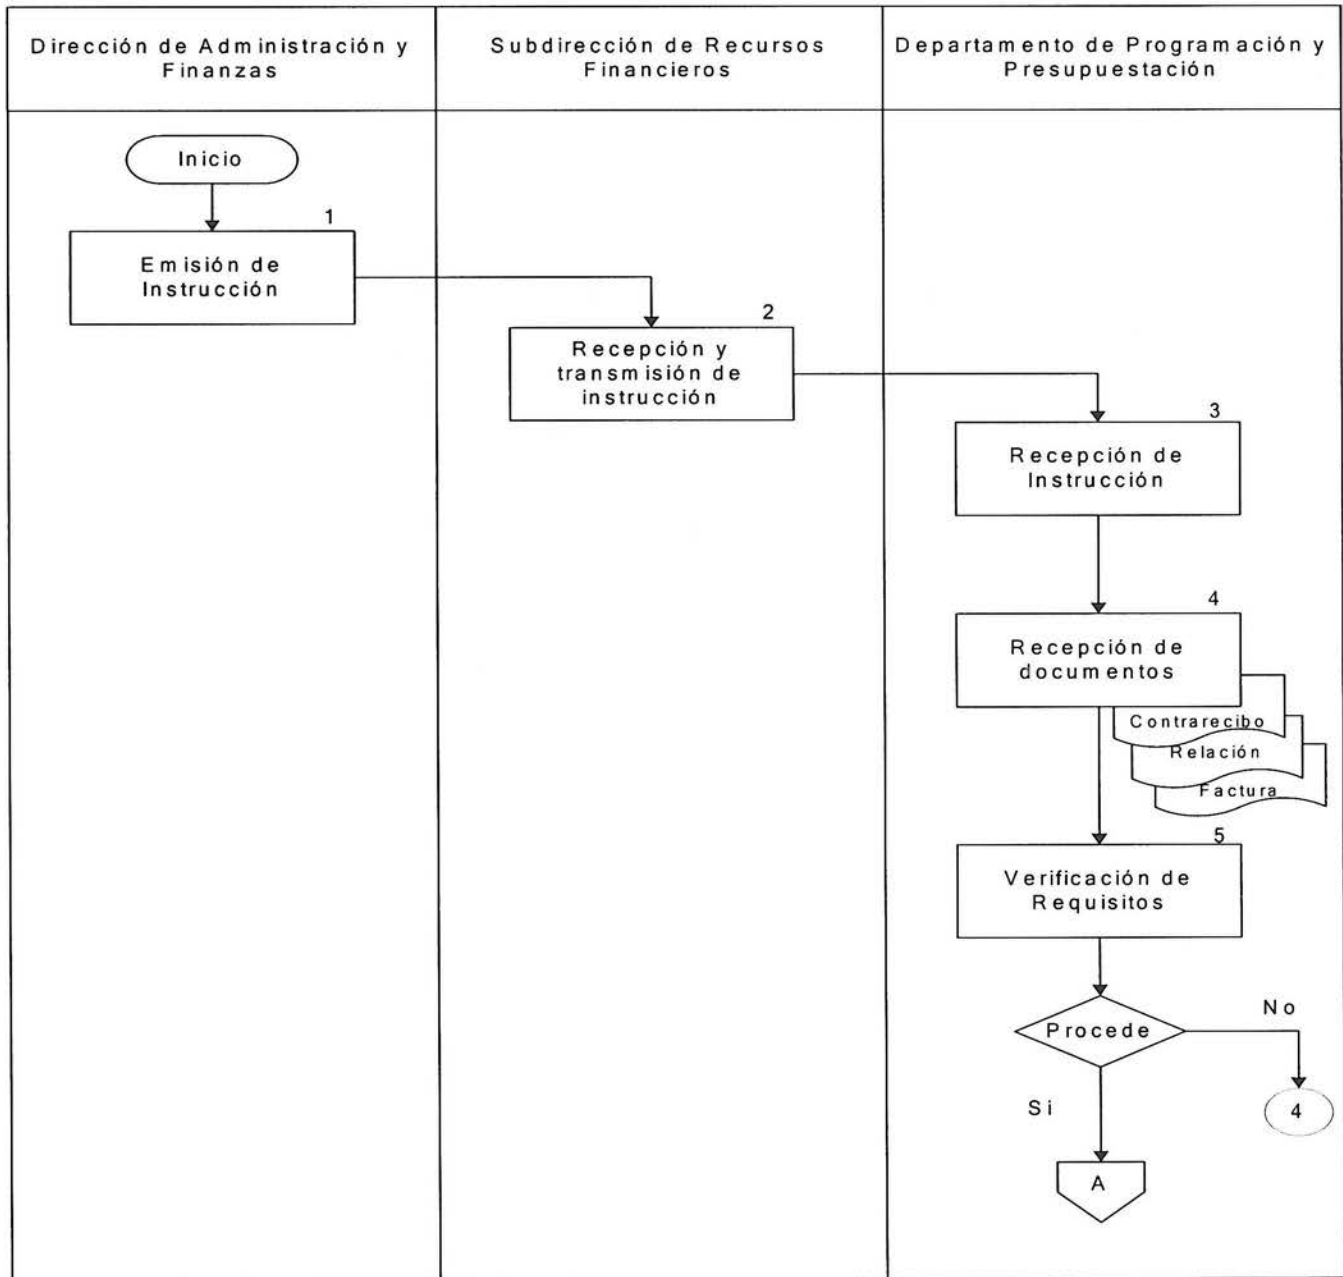 Dirección de Administración y
Finanzas
Subdirección de Recursos
Financieros
Departamento de Programación y
Presupuestación
Inicio
1
Emisión de
Instrucción
2
Recepción y
transmisión de
instrucción
3
Recepción de
Instrucción
4
Recepción de
documentos
Contrarecibo
Relación
Factura
5
Verificación de
Requisitos
Procede
No
Si
4
A